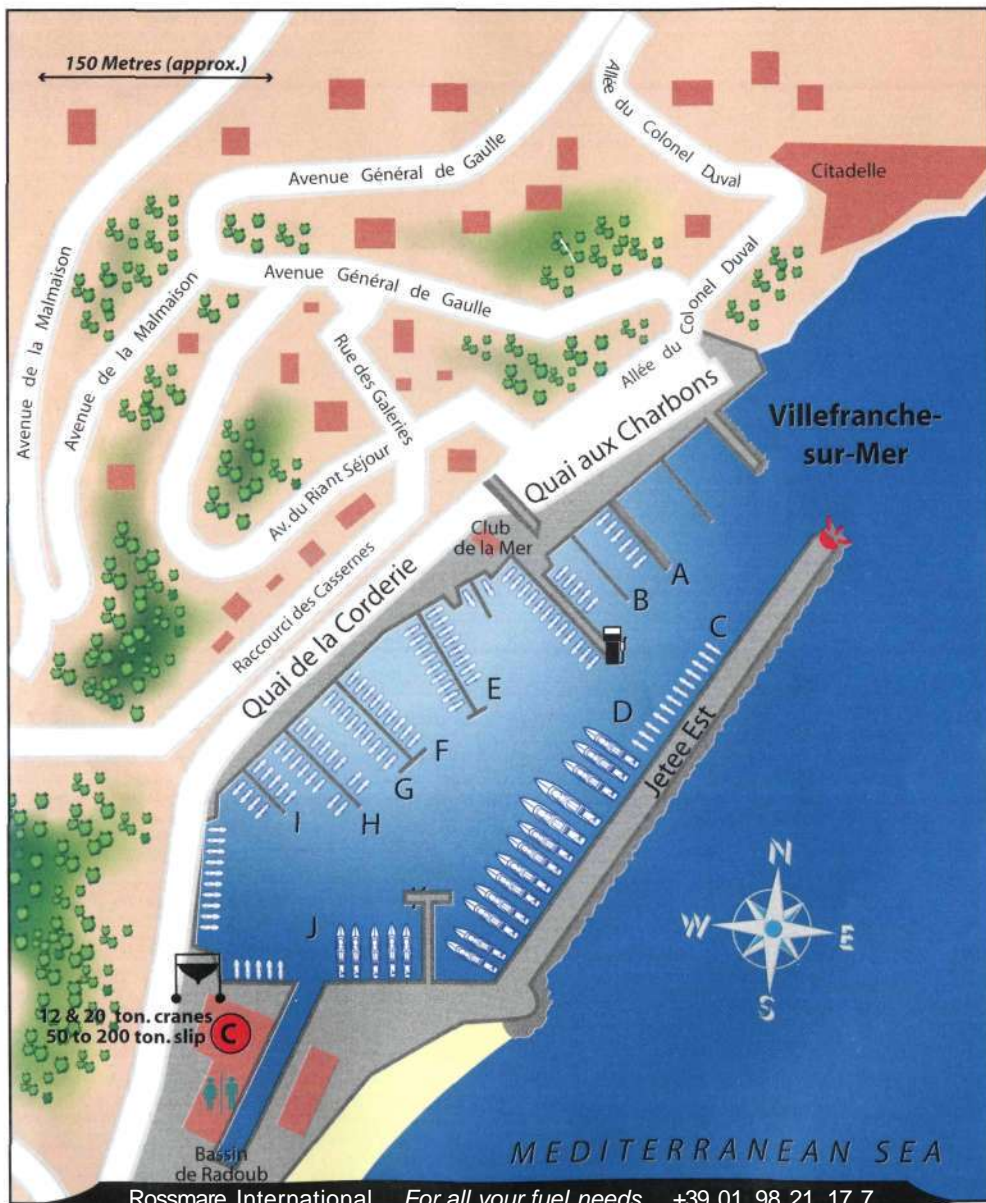 150 Metres (approx.)
Allée du Colonel Duval
Citadelle
Avenue Général de Gaulle
Avenue de la Malmaison
Avenue de la Malmaison
Avenue Général de Gaulle
Allée du Colonel Duval
Rue des Galeries
Quai aux Charbons
Villefranche-
sur-Mer
Av. du Riant Séjour
Club
de la Mer
A
B
C
Raccourci des Cassernes
Quai de la Corderie
E
D
F
Jetee Est
G
H
I
N
W
E
S
J
12 & 20 ton. cranes
50 to 200 ton. slip
C
Bassin
de Radoub
MEDITERRANEAN SEA
Rossmare International For all your fuel needs +39 01 98 21 17 7